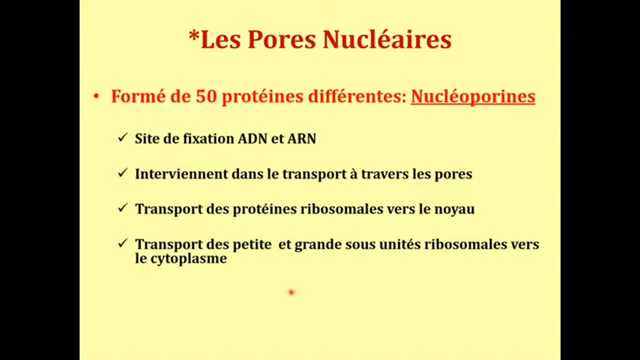 *Les Pores Nucléaires
• Formé de 50 protéines différentes: Nucléoporines
✓ Site de fixation ADN et ARN
✓ Interviennent dans le transport à travers les pores
✓ Transport des protéines ribosomales vers le noyau
✓ Transport des petite et grande sous unités ribosomales vers
le cytoplasme